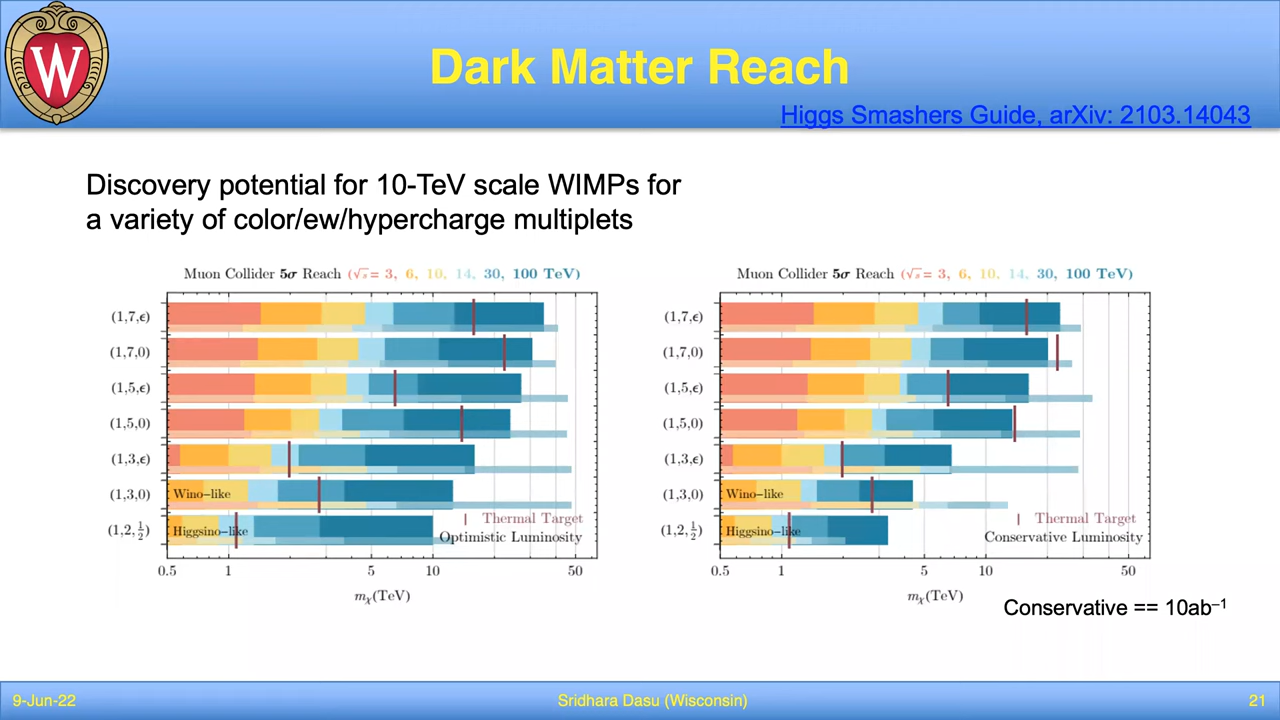 W
Dark Matter Reach
Higgs Smashers Guide, arXiv: 2103.14043
Discovery potential for 10-TeV scale WIMPs for
a variety of color/ew/hypercharge multiplets
Muon Collider 5σ Reach (√s = 3, 6, 10, 14, 30, 100 TeV)
(1,7,ϵ)
(1,7,0)
(1,5,ϵ)
(1,5,0)
(1,3,ϵ)
(1,3,0)
(1,2,½)
Wino-like
Higgsino-like
Thermal Target
Optimistic Luminosity
0.5 1 5 10 50
mχ(TeV)
Muon Collider 5σ Reach (√s = 3, 6, 10, 14, 30, 100 TeV)
(1,7,ϵ)
(1,7,0)
(1,5,ϵ)
(1,5,0)
(1,3,ϵ)
(1,3,0)
(1,2,½)
Wino-like
Higgsino-like
Thermal Target
Conservative Luminosity
0.5 1 5 10 50
mχ(TeV)
Conservative == 10ab⁻¹
9-Jun-22
Sridhara Dasu (Wisconsin)
21